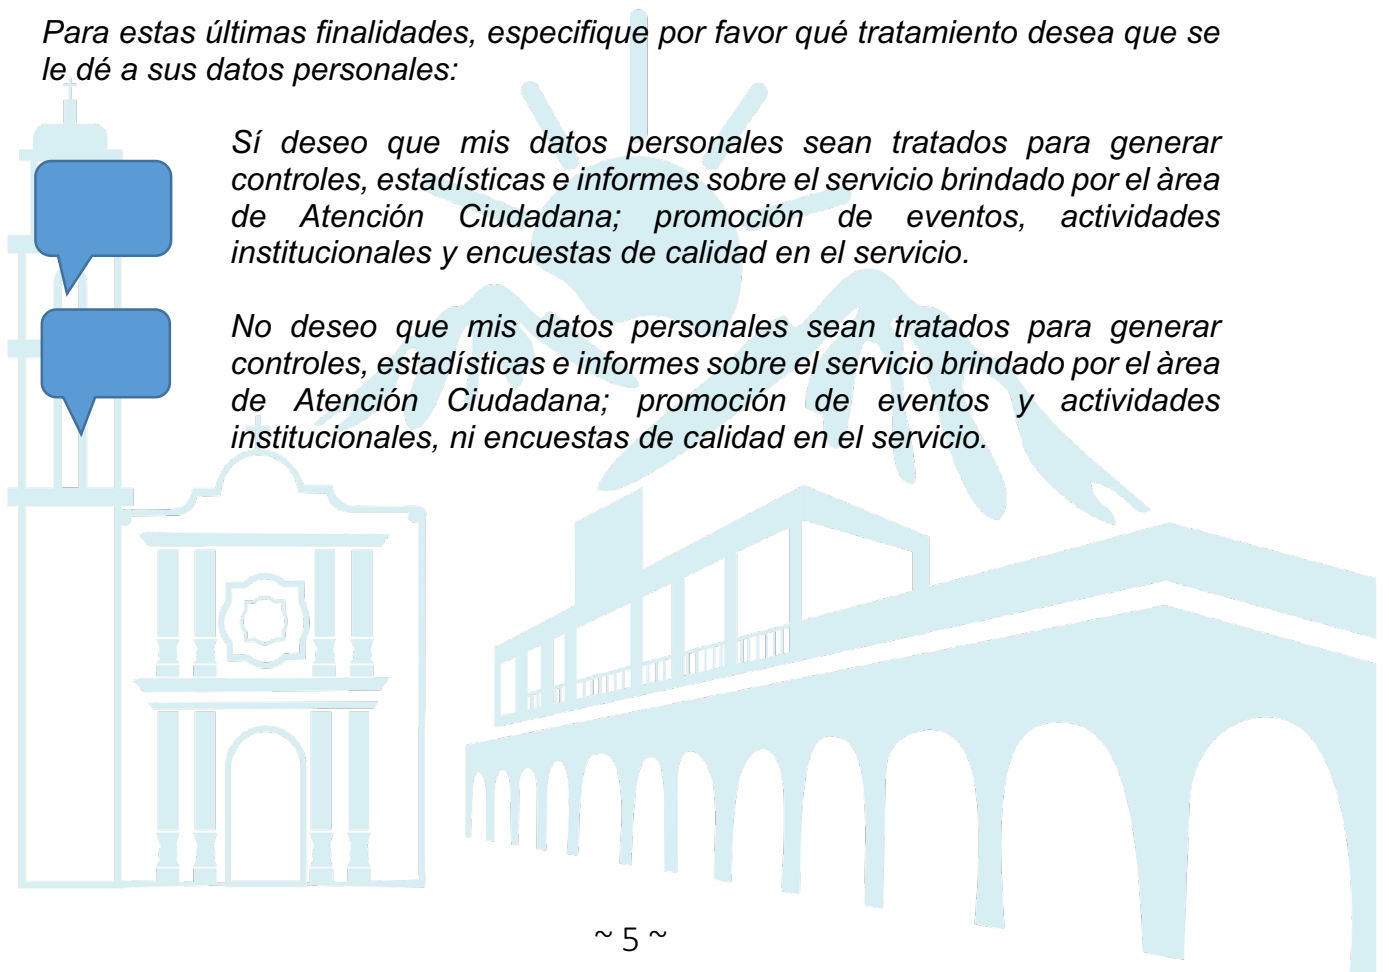 Para estas últimas finalidades, especifique por favor qué tratamiento desea que se
le dé a sus datos personales:
Sí deseo que mis datos personales sean tratados para generar
controles, estadísticas e informes sobre el servicio brindado por el àrea
de Atención Ciudadana; promoción de eventos, actividades
institucionales y encuestas de calidad en el servicio.
No deseo que mis datos personales sean tratados para generar
controles, estadísticas e informes sobre el servicio brindado por el àrea
de Atención Ciudadana; promoción de eventos y actividades
institucionales, ni encuestas de calidad en el servicio.
~ 5 ~